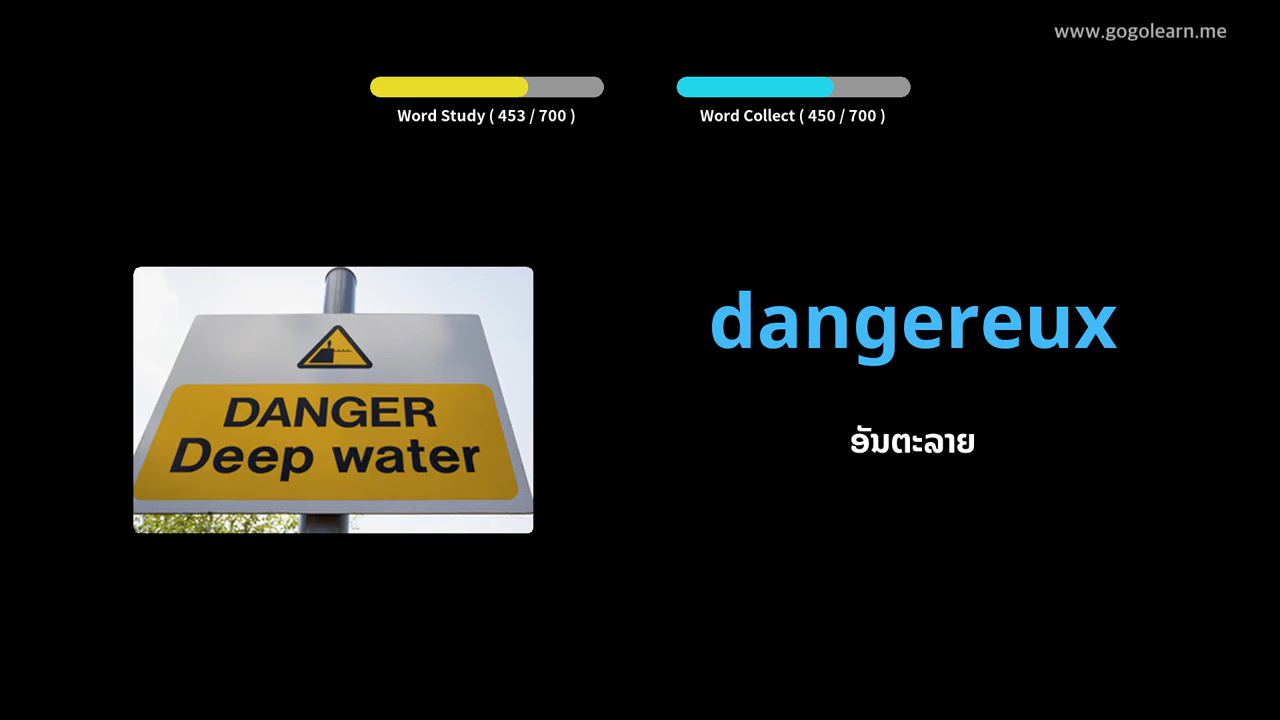 www.gogolearn.me
Word Study ( 453 / 700 )
Word Collect ( 450 / 700 )
DANGER
Deep water
dangereux
ອັນຕະລາຍ